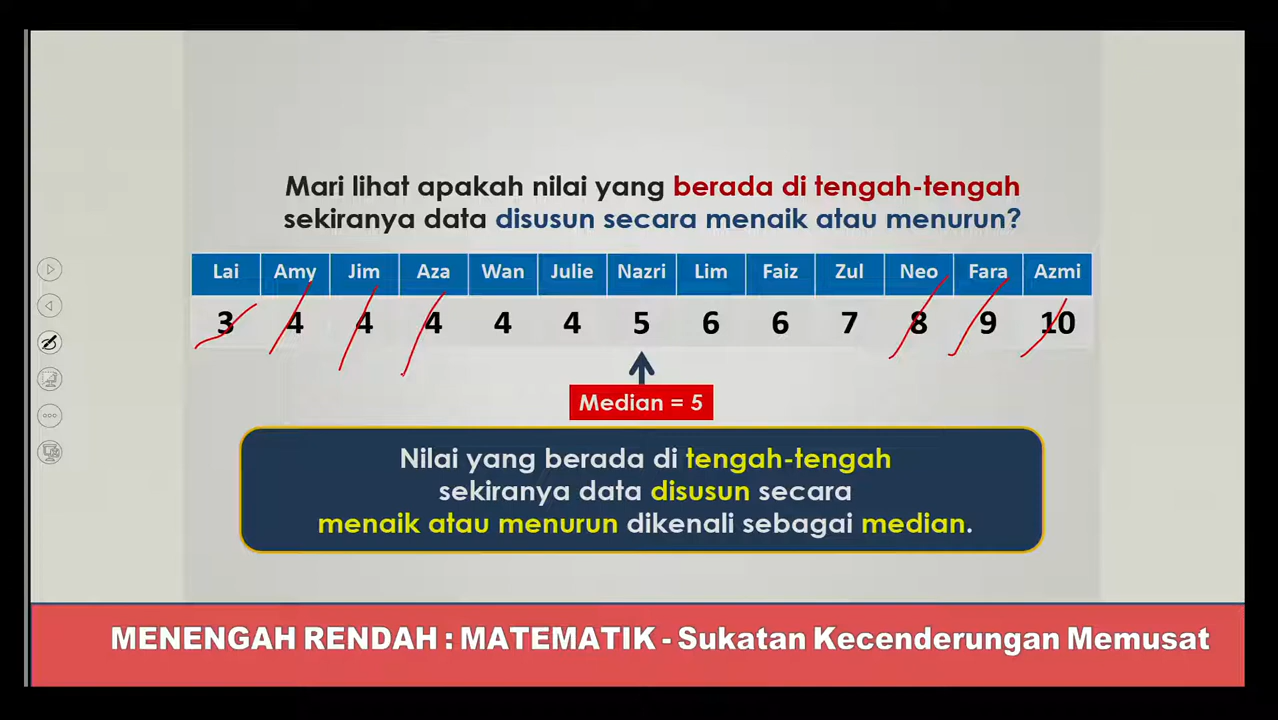 Mari lihat apakah nilai yang berada di tengah-tengah
sekiranya data disusun secara menaik atau menurun?
Lai Amy Jim Aza Wan Julie Nazri Lim Faiz Zul Neo Fara Azmi
3 4 4 4 4 4 5 6 6 7 8 9 10
Median = 5
Nilai yang berada di tengah-tengah
sekiranya data disusun secara
menaik atau menurun dikenali sebagai median.
MENENGAH RENDAH : MATEMATIK - Sukatan Kecenderungan Memusat